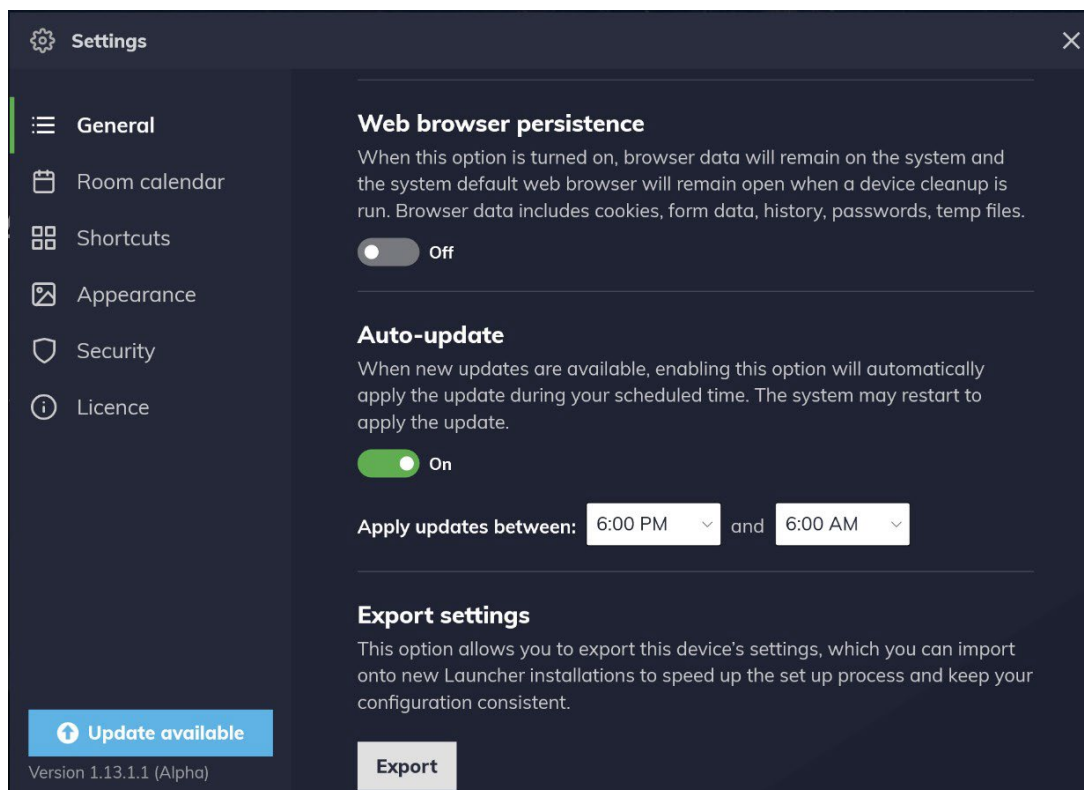 Settings
General
Room calendar
Shortcuts
Appearance
Security
Licence
Update available
Version 1.13.1.1 (Alpha)
Web browser persistence
When this option is turned on, browser data will remain on the system and
the system default web browser will remain open when a device cleanup is
run. Browser data includes cookies, form data, history, passwords, temp files.
Off
Auto-update
When new updates are available, enabling this option will automatically
apply the update during your scheduled time. The system may restart to
apply the update.
On
Apply updates between: 6:00 PM and 6:00 AM
Export settings
This option allows you to export this device’s settings, which you can import
onto new Launcher installations to speed up the set up process and keep your
configuration consistent.
Export